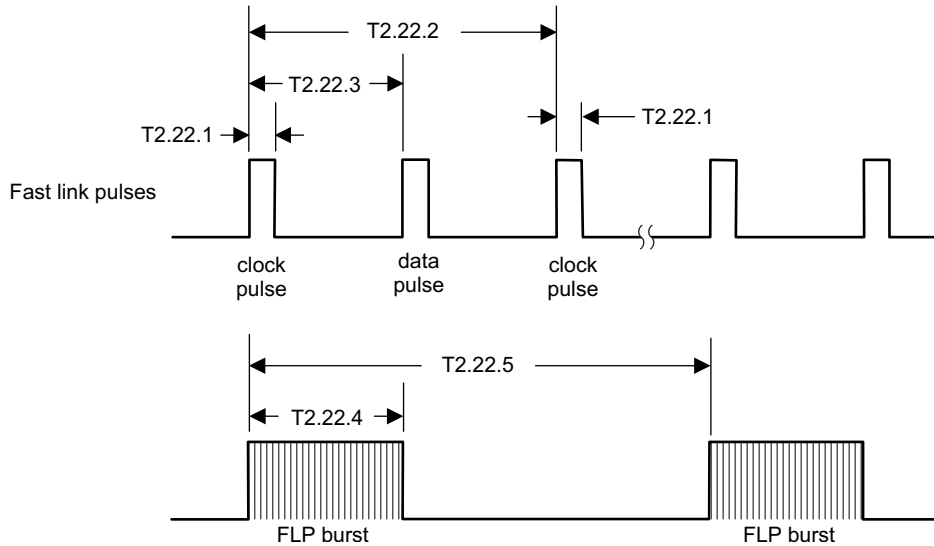 T2.22.2
T2.22.3
T2.22.1
T2.22.1
Fast link pulses
clock
pulse
data
pulse
clock
pulse
T2.22.5
T2.22.4
FLP burst
FLP burst